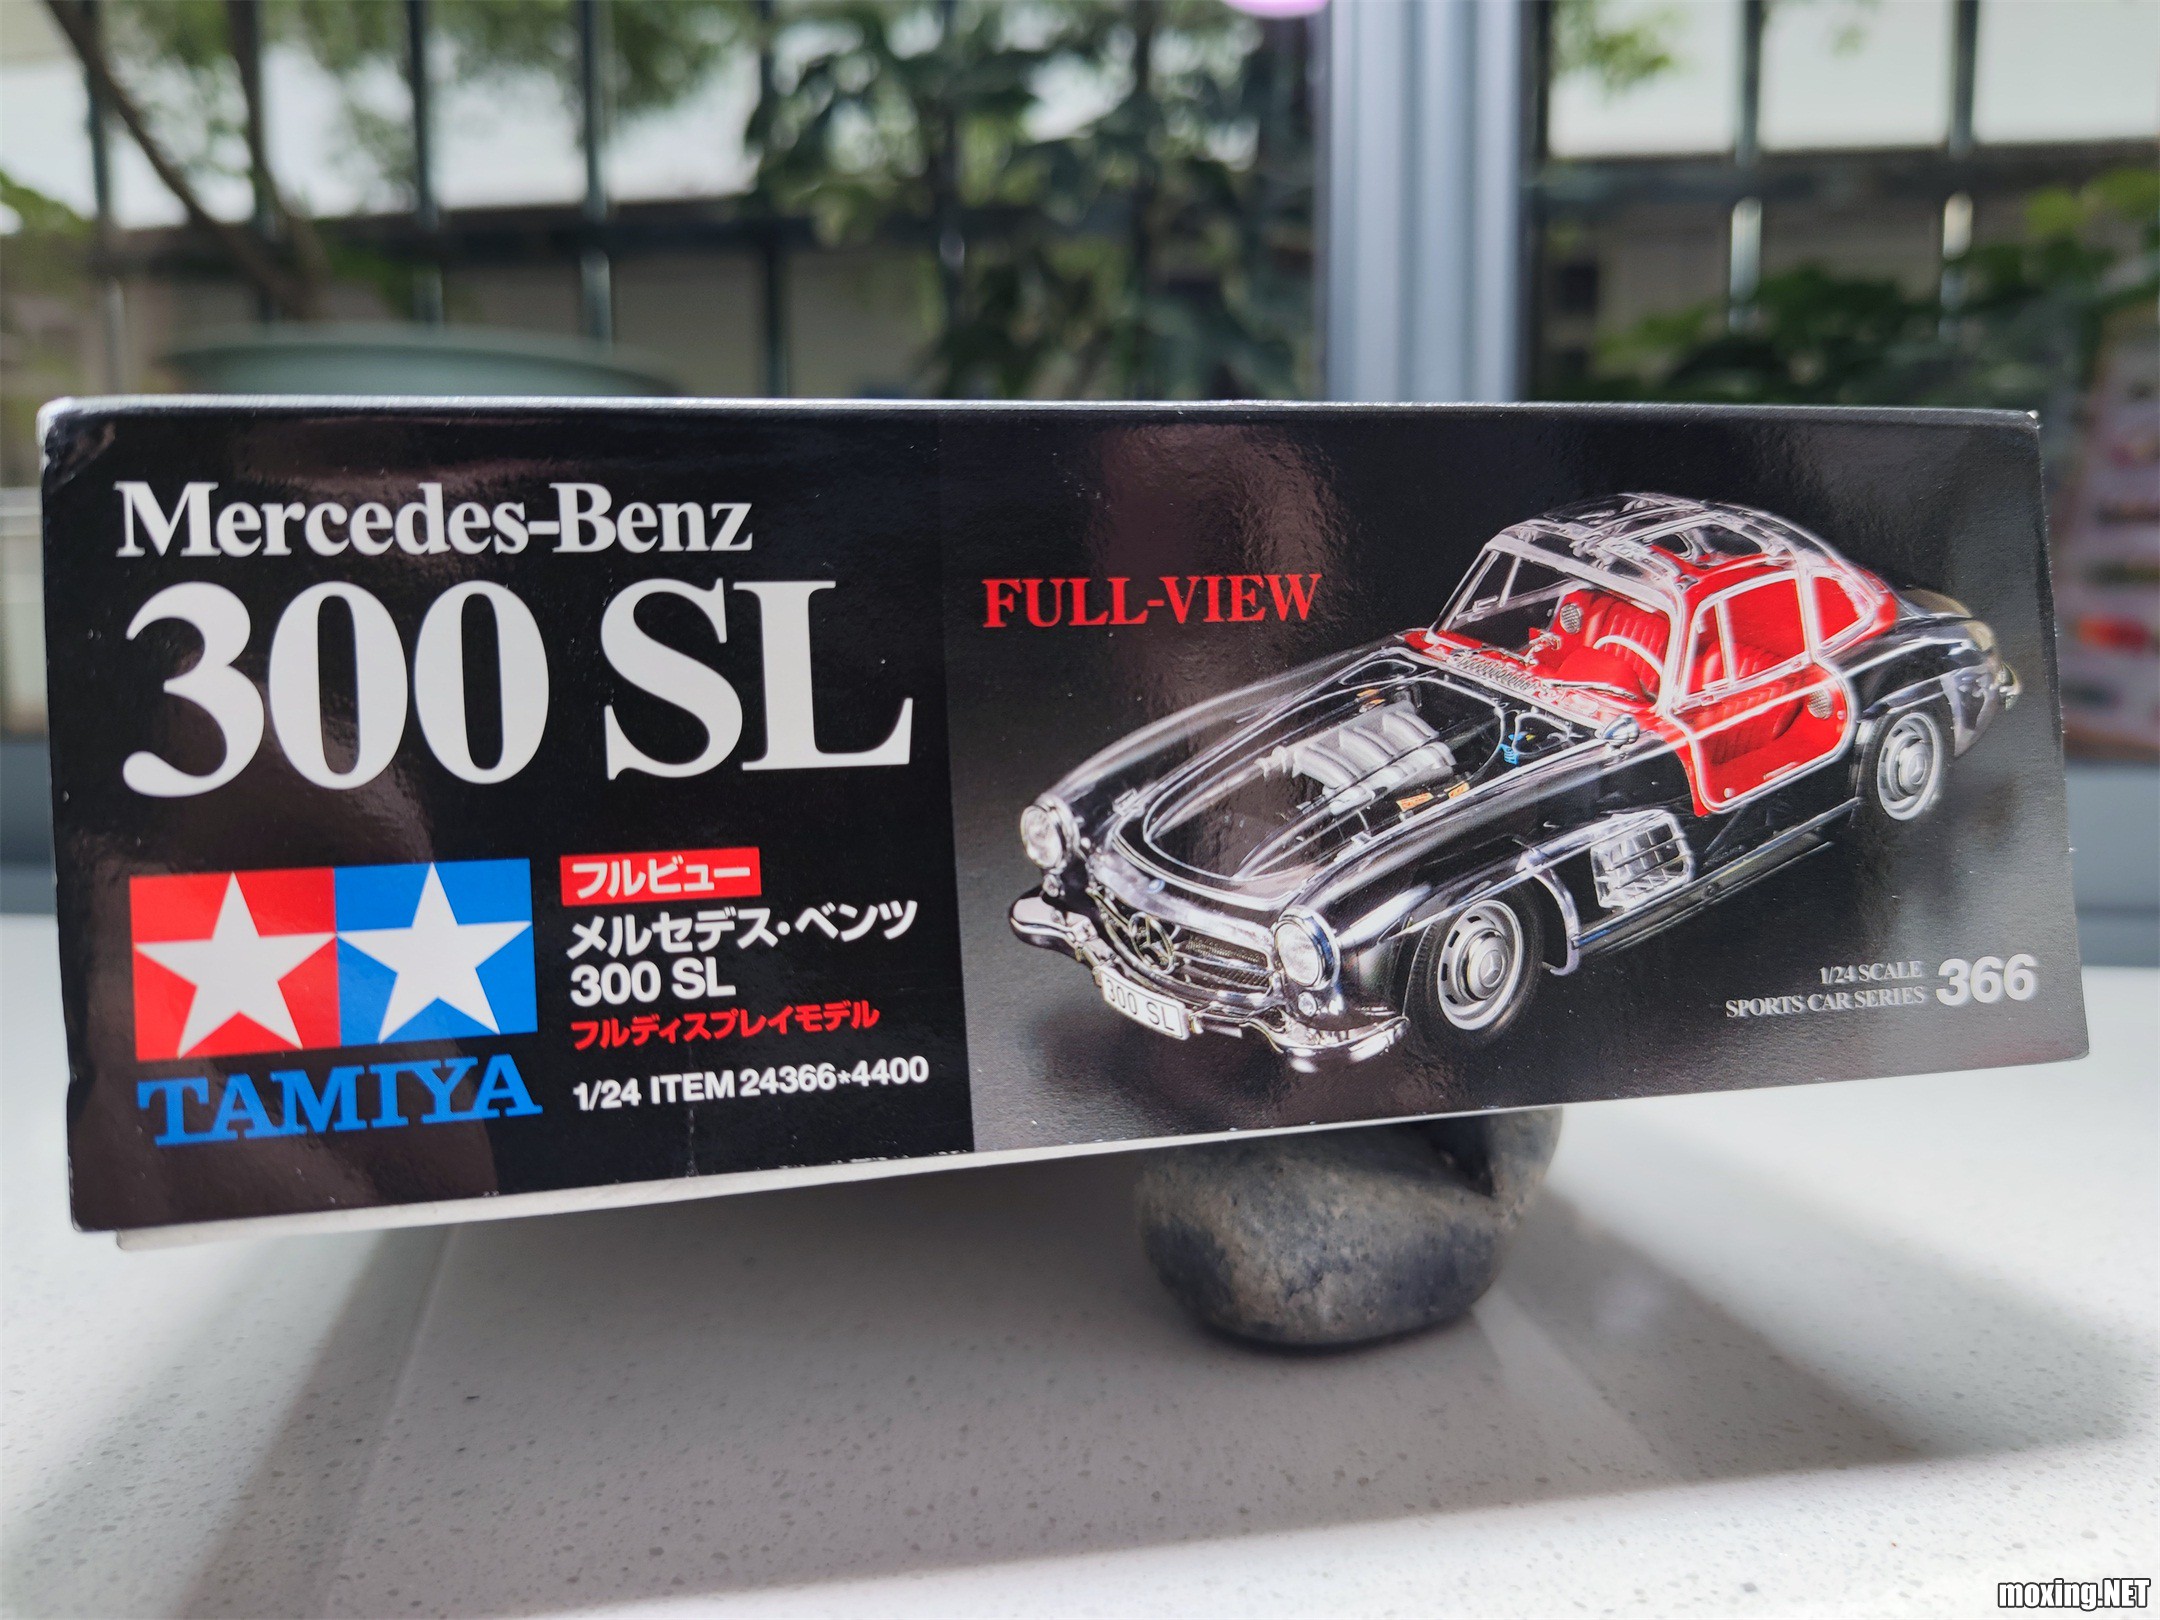 Mercedes-Benz
300 SL
TAMIYA
フルビュー
メルセデス・ベンツ
300 SL
フルディスプレイモデル
1/24 ITEM 24366★4400
FULL-VIEW
300 SL
1/24 SCALE
SPORTS CAR SERIES 366
moxing.NET